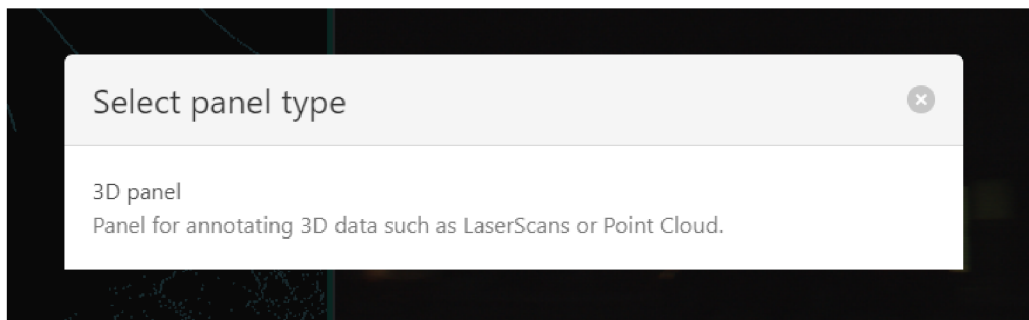 Select panel type
3D panel
Panel for annotating 3D data such as LaserScans or Point Cloud.